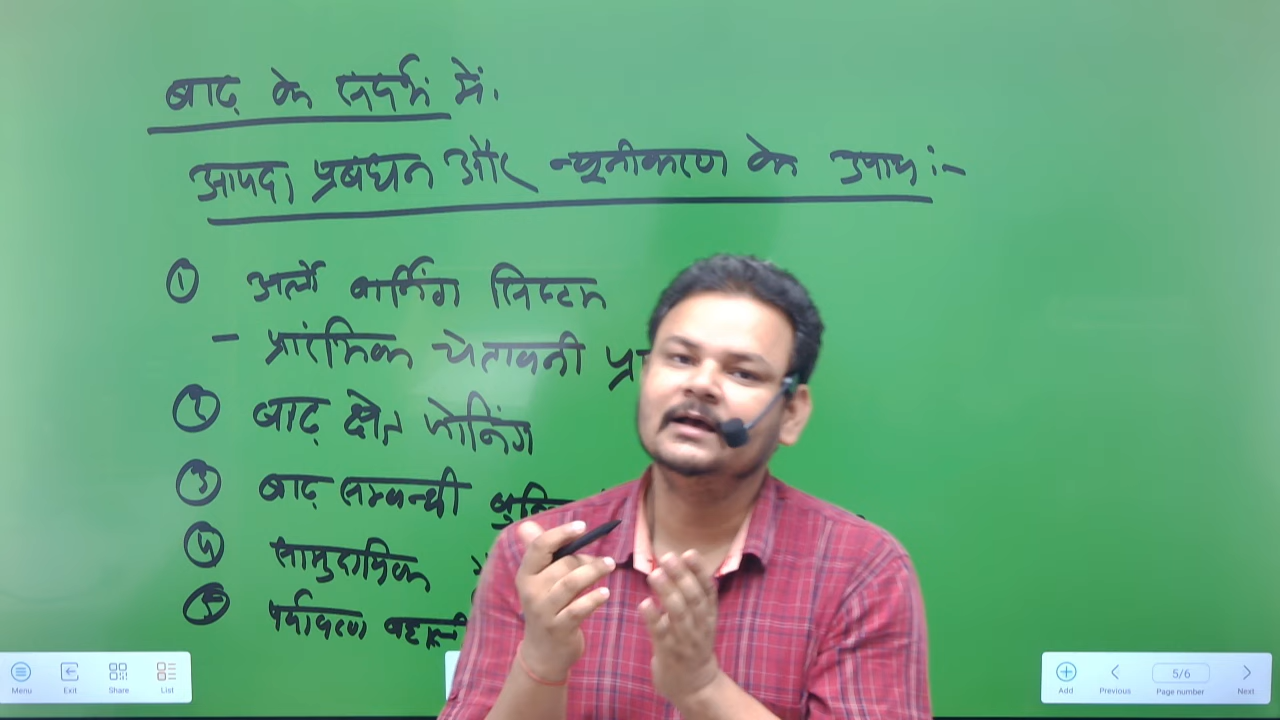 बाढ़ के संदर्भ में।
आपदा प्रबंधन और न्यूनीकरण के उपाय :-
① अर्ली वार्निंग सिस्टम
- प्रारंभिक चेतावनी
② बाढ़ क्षेत्र जोनिंग
③ बाढ़ सम्बन्धी
④ सामुदायिक
⑤ पर्यावरण बहाली
Menu Exit Share List
Add Previous 5/6 Page number Next